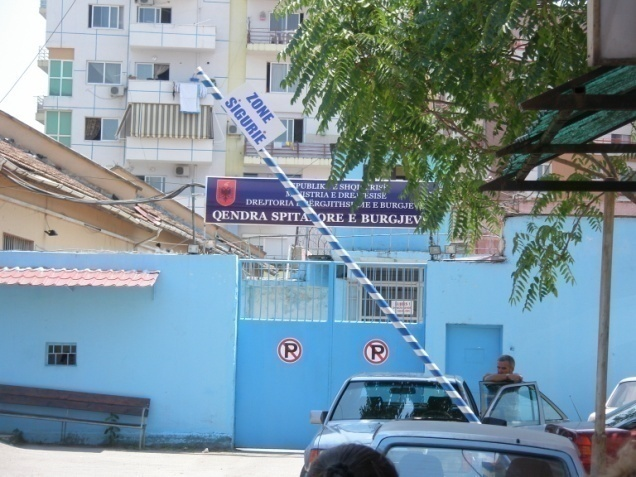 ZONE
SIGURIE
REPUBLIKA E SHQIPËRISË
MINISTRIA E DREJTËSISË
DREJTORIA E PËRGJITHSHME E BURGJEVE
QENDRA SPITALORE E BURGJEVE